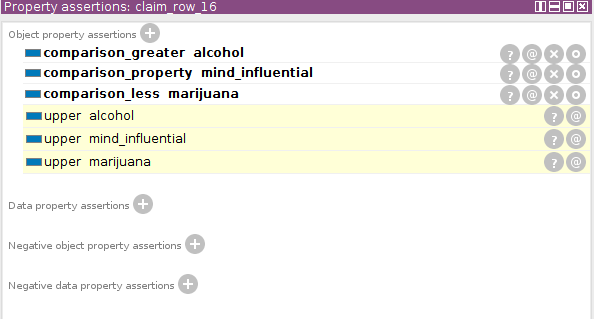 Property assertions: claim_row_16
Object property assertions
comparison_greater alcohol
comparison_property mind_influential
comparison_less marijuana
upper alcohol
upper mind_influential
upper marijuana
Data property assertions
Negative object property assertions
Negative data property assertions